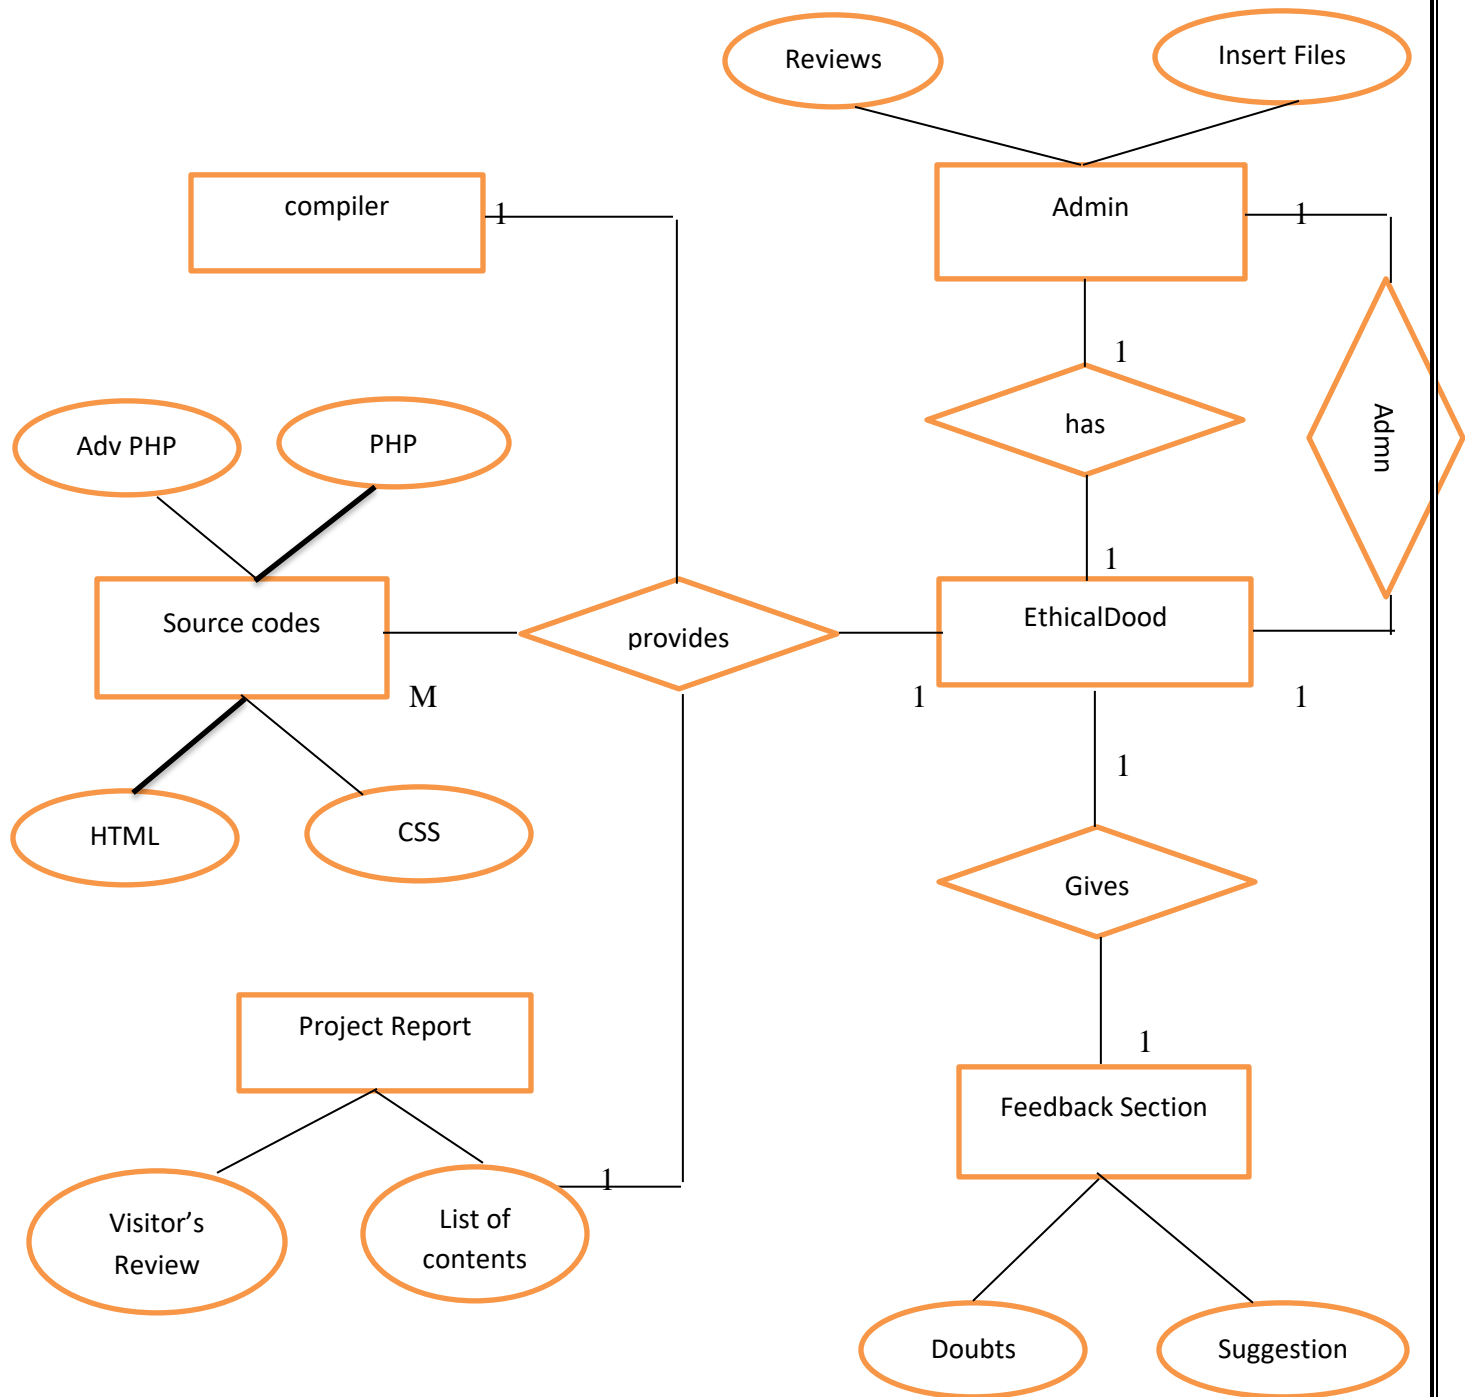 Reviews
Insert Files
compiler
1
Admin
1
1
Adv PHP
PHP
has
Admn
1
Source codes
provides
EthicalDood
M
1
1
1
HTML
CSS
Gives
Project Report
1
Feedback Section
1
Visitor’s
Review
List of
contents
Doubts
Suggestion